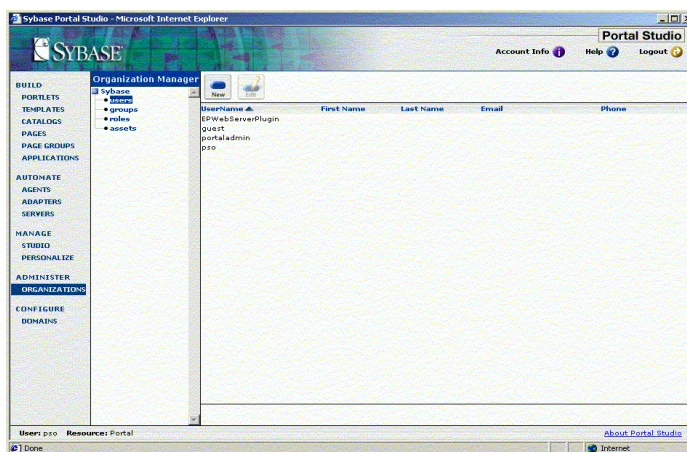 Sybase Portal Studio - Microsoft Internet Explorer
Portal Studio
SYBASE
Account Info
Help
Logout
BUILD
PORTLETS
TEMPLATES
CATALOGS
PAGES
PAGE GROUPS
APPLICATIONS
AUTOMATE
AGENTS
ADAPTERS
SERVERS
MANAGE
STUDIO
PERSONALIZE
ADMINISTER
ORGANIZATIONS
CONFIGURE
DOMAINS
Organization Manager
Sybase
users
groups
roles
assets
New Edit
UserName First Name Last Name Email Phone
EPWebServerPlugin
guest
portaladmin
pso
User: pso Resource: Portal
About Portal Studio
Done
Internet